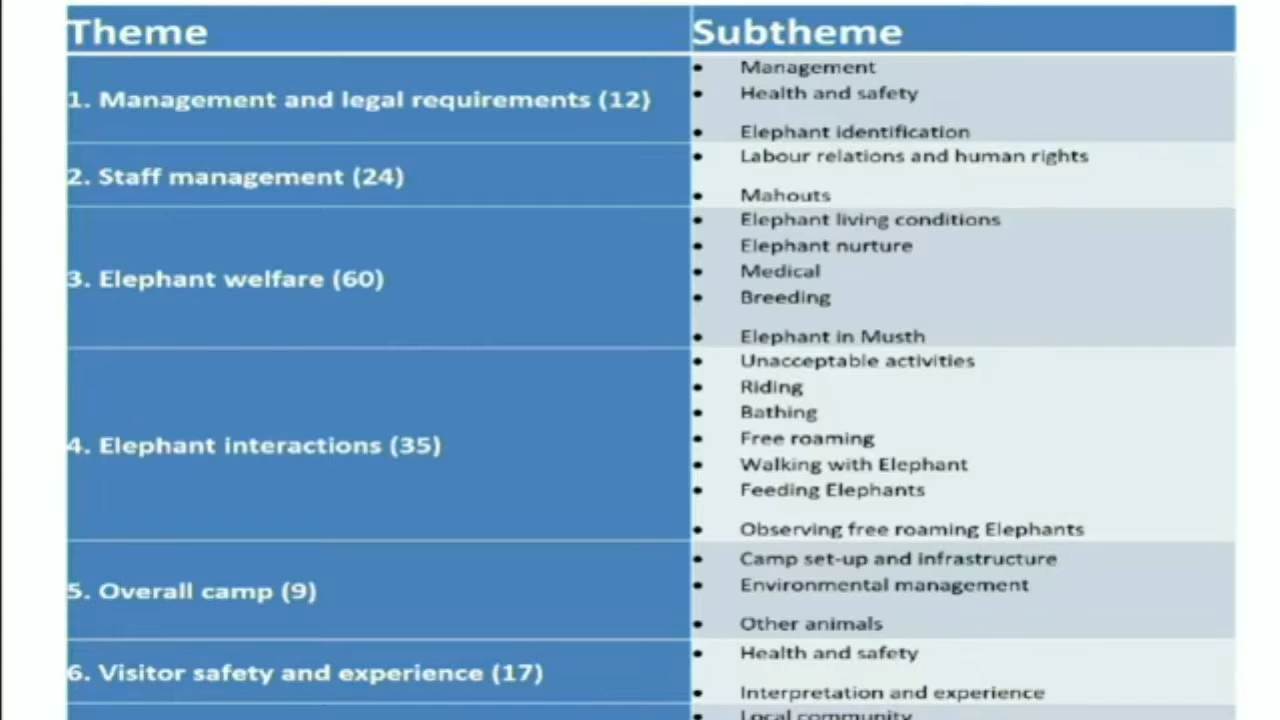 Theme
Subtheme
1. Management and legal requirements (12)
• Management
• Health and safety
• Elephant identification
2. Staff management (24)
• Labour relations and human rights
• Mahouts
3. Elephant welfare (60)
• Elephant living conditions
• Elephant nurture
• Medical
• Breeding
• Elephant in Musth
4. Elephant interactions (35)
• Unacceptable activities
• Riding
• Bathing
• Free roaming
• Walking with Elephant
• Feeding Elephants
• Observing free roaming Elephants
5. Overall camp (9)
• Camp set-up and infrastructure
• Environmental management
• Other animals
6. Visitor safety and experience (17)
• Health and safety
• Interpretation and experience
• Local community